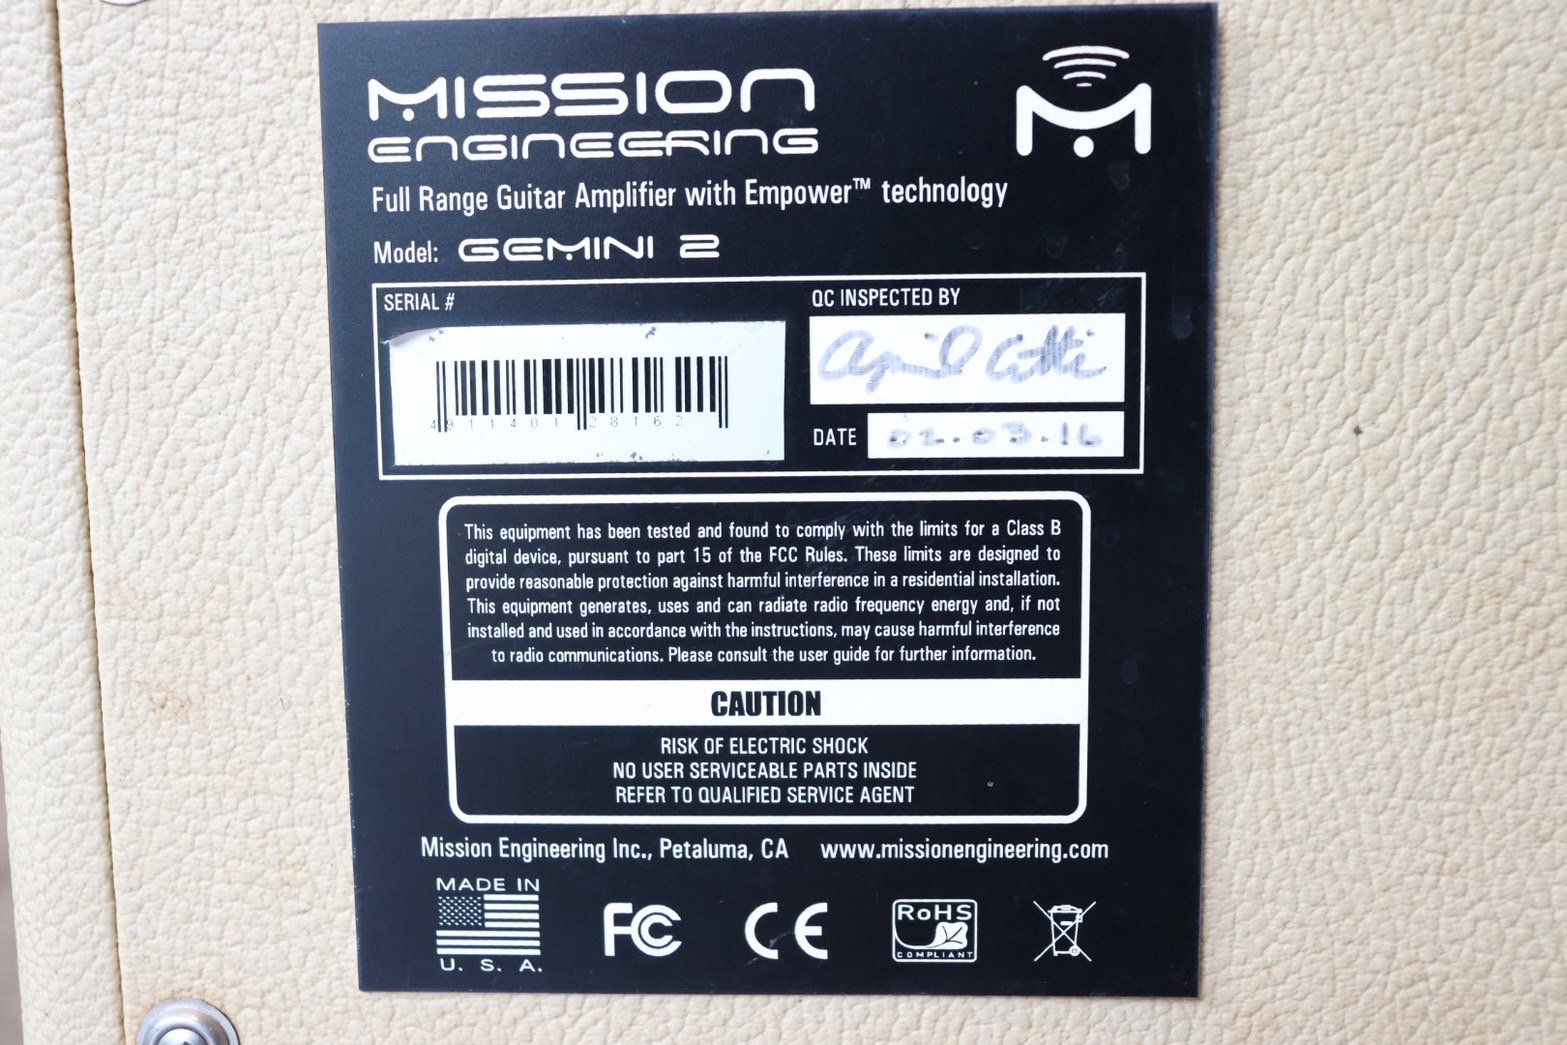 MISSION
ENGINEERING
Full Range Guitar Amplifier with Empower™ technology
Model: GEMINI 2
SERIAL #
491140128162
QC INSPECTED BY
April
DATE 02.03.16
This equipment has been tested and found to comply with the limits for a Class B
digital device, pursuant to part 15 of the FCC Rules. These limits are designed to
provide reasonable protection against harmful interference in a residential installation.
This equipment generates, uses and can radiate radio frequency energy and, if not
installed and used in accordance with the instructions, may cause harmful interference
to radio communications. Please consult the user guide for further information.
CAUTION
RISK OF ELECTRIC SHOCK
NO USER SERVICEABLE PARTS INSIDE
REFER TO QUALIFIED SERVICE AGENT
Mission Engineering Inc., Petaluma, CA www.missionengineering.com
MADE IN
U. S. A.
FC
CE
RoHS
COMPLIANT